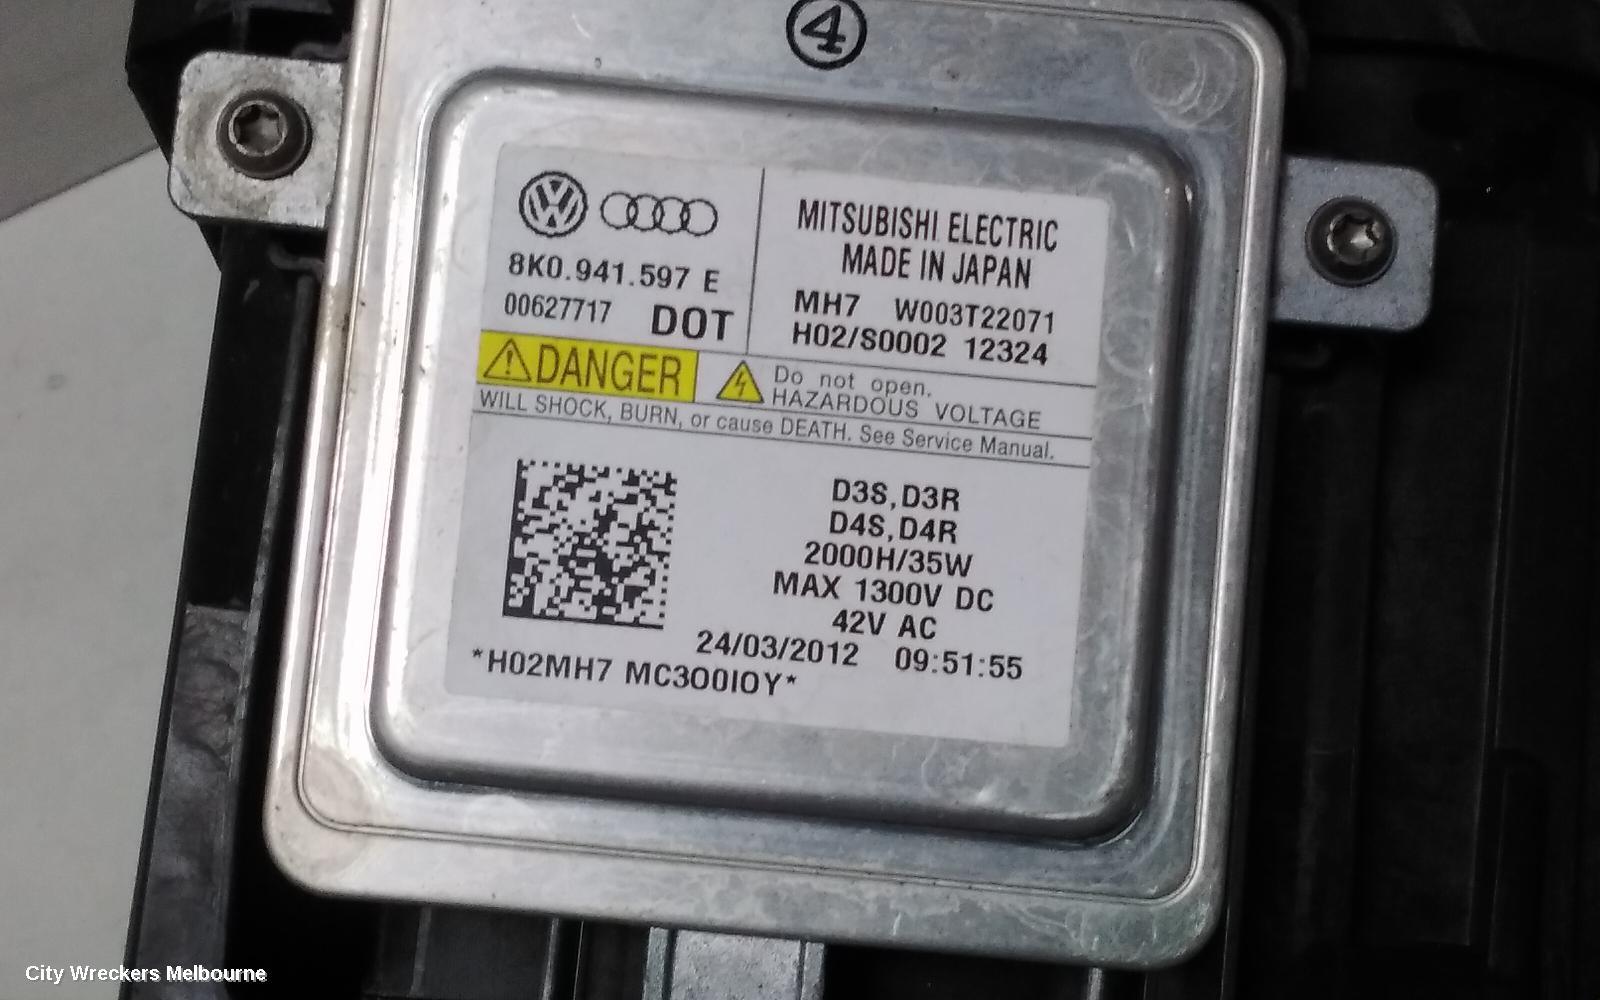 4
8K0.941.597 E
00627717 DOT
MITSUBISHI ELECTRIC
MADE IN JAPAN
MH7 W003T22071
H02/S0002 12324
DANGER
Do not open.
HAZARDOUS VOLTAGE
WILL SHOCK, BURN, or cause DEATH. See Service Manual.
D3S,D3R
D4S,D4R
2000H/35W
MAX 1300V DC
42V AC
24/03/2012 09:51:55
*H02MH7 MC30OI0Y*
City Wreckers Melbourne